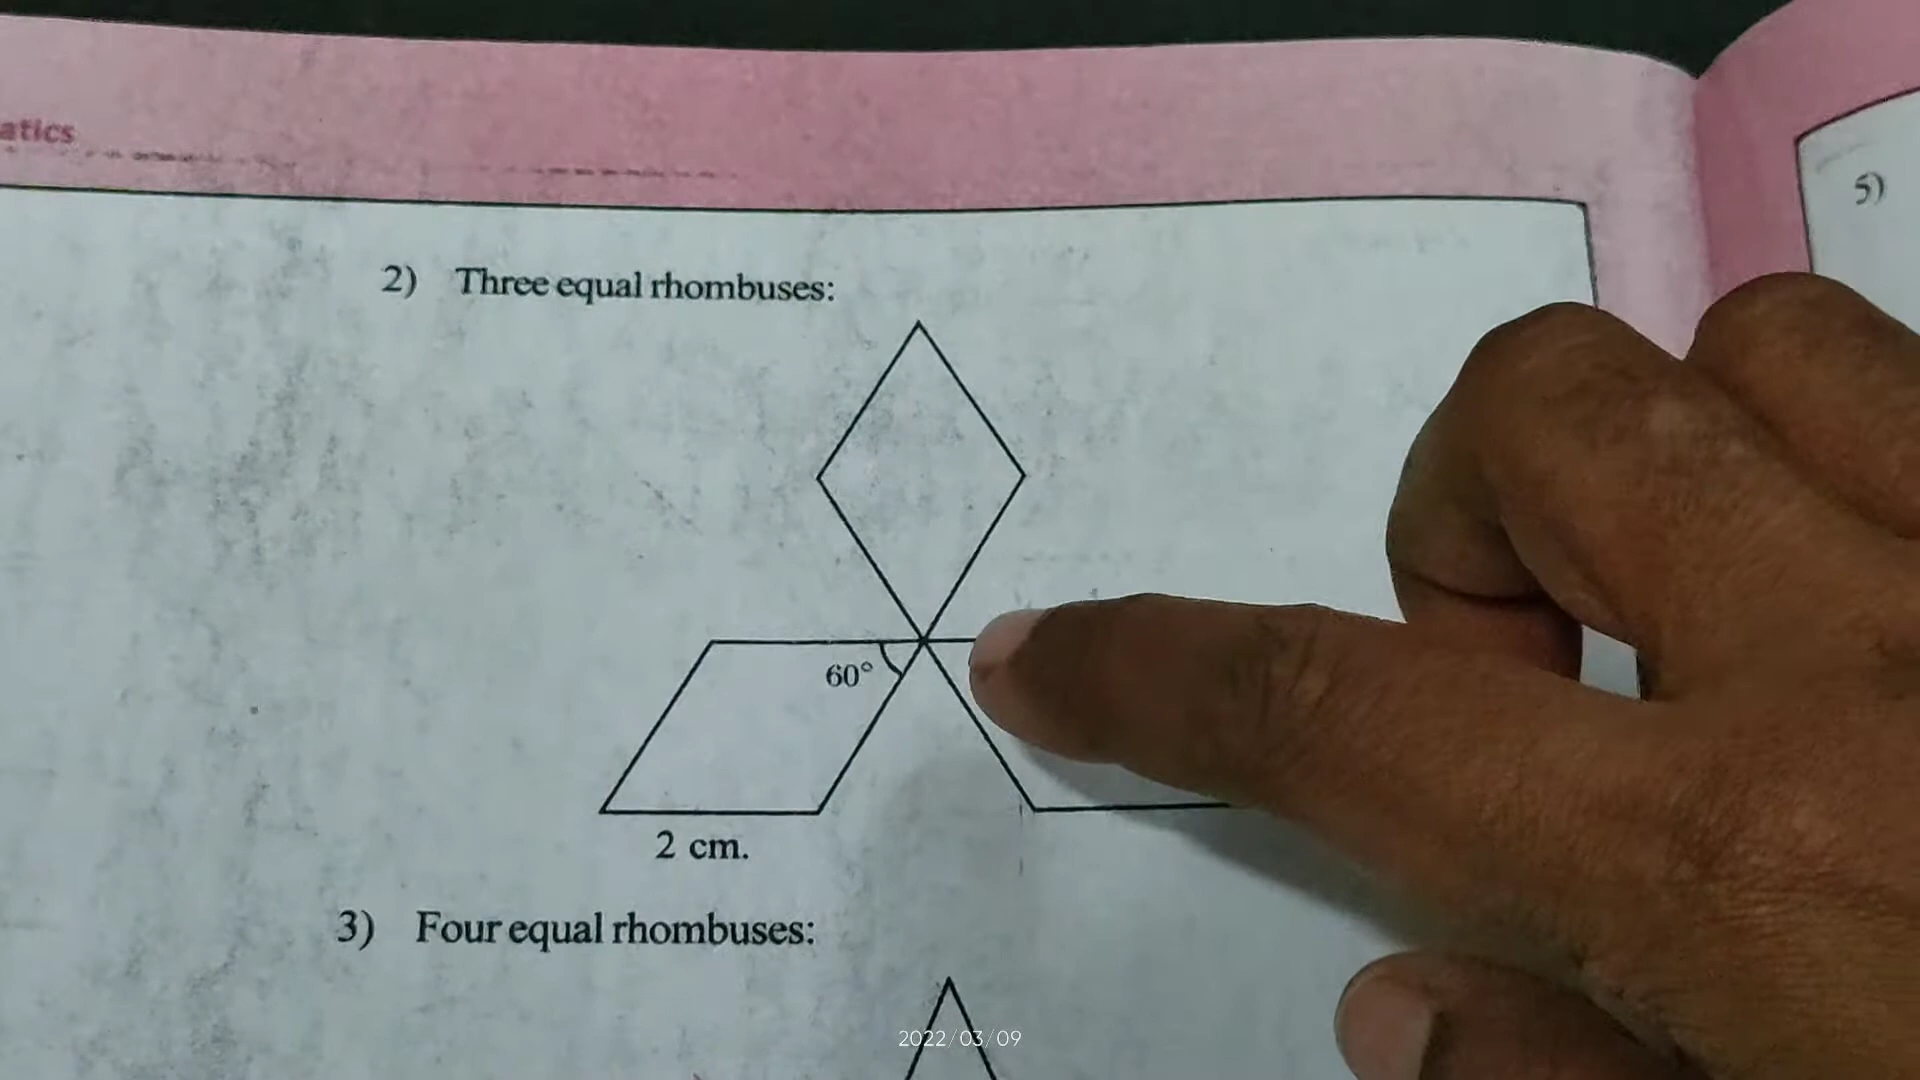 atics
5)
2) Three equal rhombuses:
60°
2 cm.
3) Four equal rhombuses:
2022/03/09